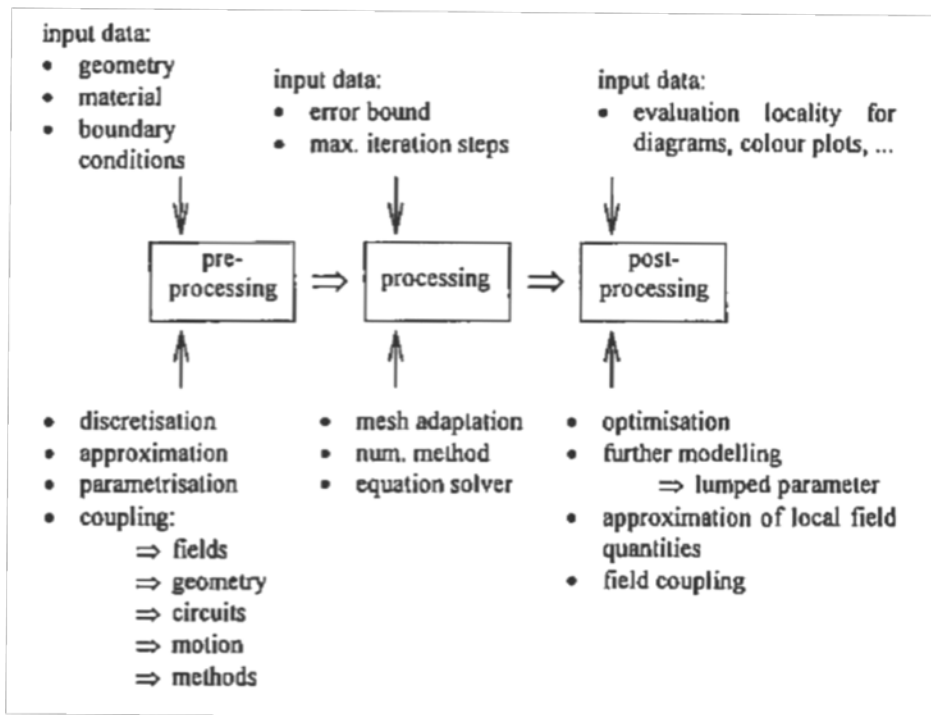 input data:
• geometry
• material
• boundary
conditions
input data:
• error bound
• max. iteration steps
input data:
• evaluation locality for
diagrams, colour plots, ...
pre-
processing
⇒
processing
⇒
post-
processing
• discretisation
• approximation
• parametrisation
• coupling:
⇒ fields
⇒ geometry
⇒ circuits
⇒ motion
⇒ methods
• mesh adaptation
• num. method
• equation solver
• optimisation
• further modelling
⇒ lumped parameter
• approximation of local field
quantities
• field coupling